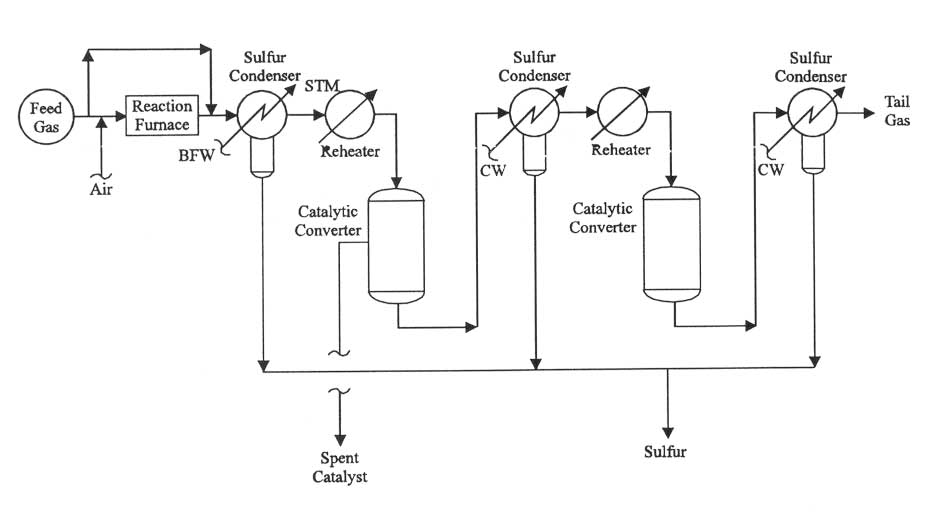 Feed
Gas
Air
Reaction
Furnace
Sulfur
Condenser
BFW
STM
Reheater
Catalytic
Converter
Spent
Catalyst
Sulfur
Condenser
CW
Reheater
Catalytic
Converter
Sulfur
Sulfur
Condenser
CW
Tail
Gas